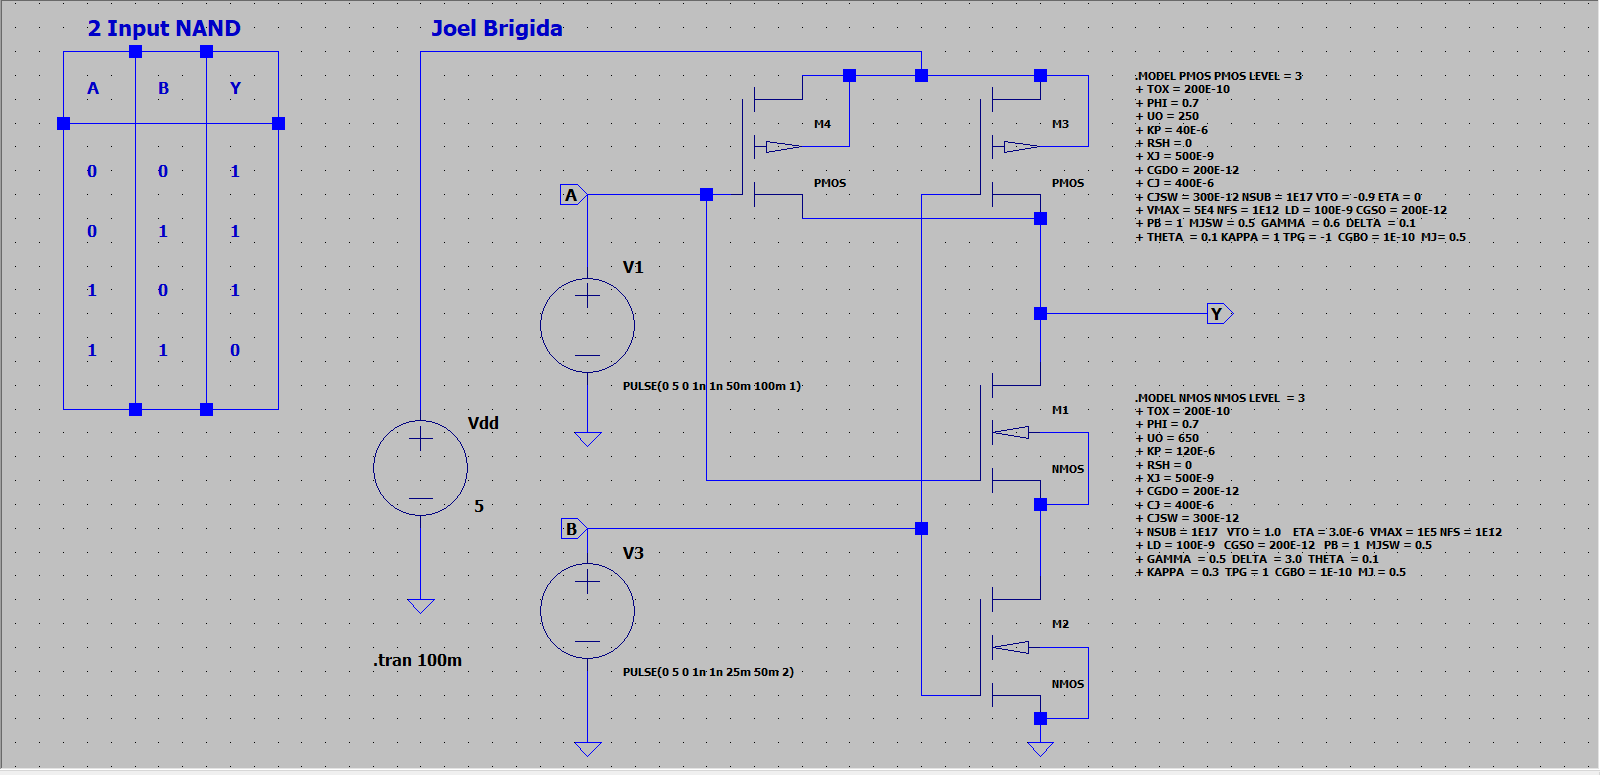 2 Input NAND
Joel Brigida
A B Y
0 0 1
0 1 1
1 0 1
1 1 0
Vdd
5
.tran 100m
A
V1
PULSE(0 5 0 1n 1n 50m 100m 1)
B
V3
PULSE(0 5 0 1n 1n 25m 50m 2)
M4
PMOS
M3
PMOS
Y
M1
NMOS
M2
NMOS
.MODEL PMOS PMOS LEVEL = 3
+ TOX = 200E-10
+ PHI = 0.7
+ UO = 250
+ KP = 40E-6
+ RSH = 0
+ XJ = 500E-9
+ CGDO = 200E-12
+ CJ = 400E-6
+ CJSW = 300E-12 NSUB = 1E17 VTO = -0.9 ETA = 0
+ VMAX = 5E4 NFS = 1E12 LD = 100E-9 CGSO = 200E-12
+ PB = 1 MJSW = 0.5 GAMMA = 0.6 DELTA = 0.1
+ THETA = 0.1 KAPPA = 1 TPG = -1 CGBO = 1E-10 MJ= 0.5
.MODEL NMOS NMOS LEVEL = 3
+ TOX = 200E-10
+ PHI = 0.7
+ UO = 650
+ KP = 120E-6
+ RSH = 0
+ XJ = 500E-9
+ CGDO = 200E-12
+ CJ = 400E-6
+ CJSW = 300E-12
+ NSUB = 1E17 VTO = 1.0 ETA = 3.0E-6 VMAX = 1E5 NFS = 1E12
+ LD = 100E-9 CGSO = 200E-12 PB = 1 MJSW = 0.5
+ GAMMA = 0.5 DELTA = 3.0 THETA = 0.1
+ KAPPA = 0.3 TPG = 1 CGBO = 1E-10 MJ = 0.5